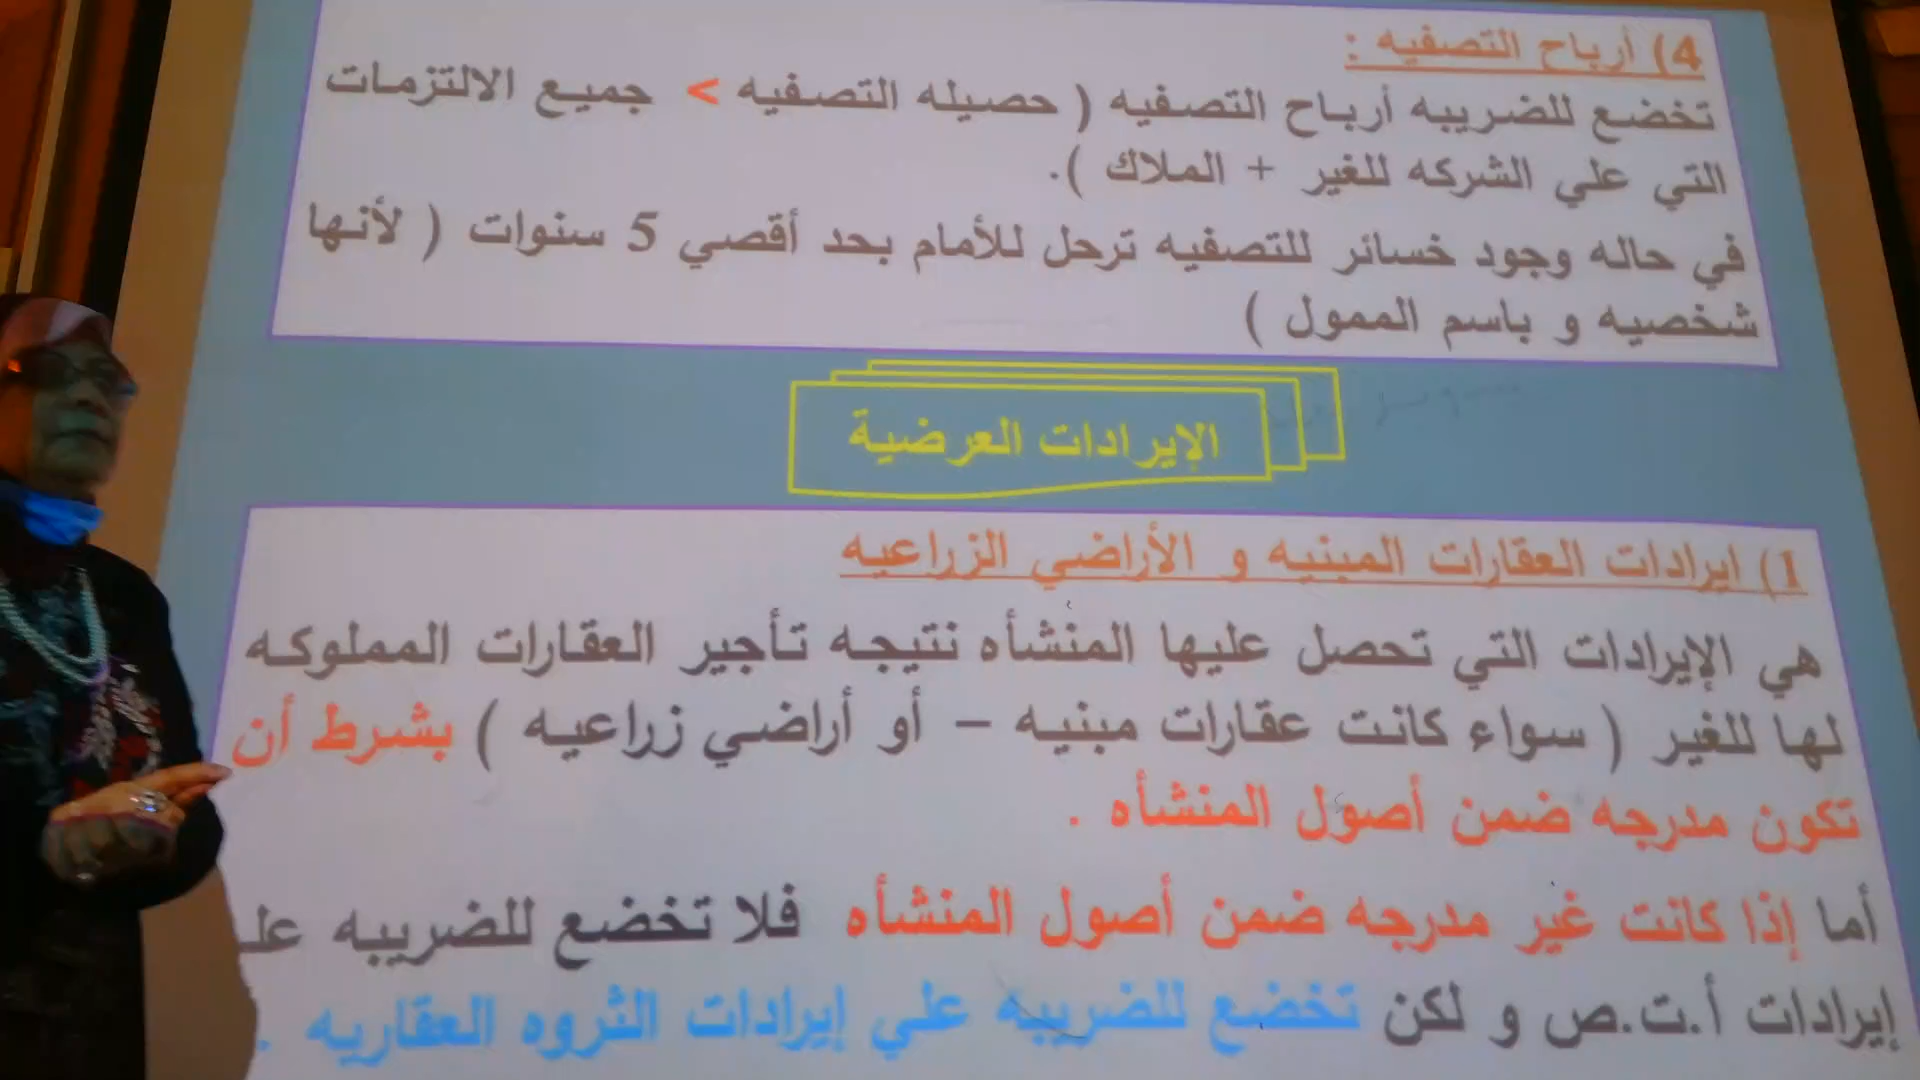 4) أرباح التصفيه :
تخضع للضريبه أرباح التصفيه ( حصيله التصفيه > جميع الالتزمات
التي علي الشركه للغير + الملاك ).
في حاله وجود خسائر للتصفيه ترحل للأمام بحد أقصي 5 سنوات ( لأنها
شخصيه و باسم الممول )
الإيرادات العرضية
1) ايرادات العقارات المبنيه و الأراضي الزراعيه
هي الإيرادات التي تحصل عليها المنشأه نتيجه تأجير العقارات المملوكه
لها للغير ( سواء كانت عقارات مبنيه – أو أراضي زراعيه ) بشرط أن
تكون مدرجه ضمن أصول المنشأه .
أما إذا كانت غير مدرجه ضمن أصول المنشأه فلا تخضع للضريبه علـ
إيرادات أ.ت.ص و لكن تخضع للضريبه علي إيرادات الثروه العقاريه .